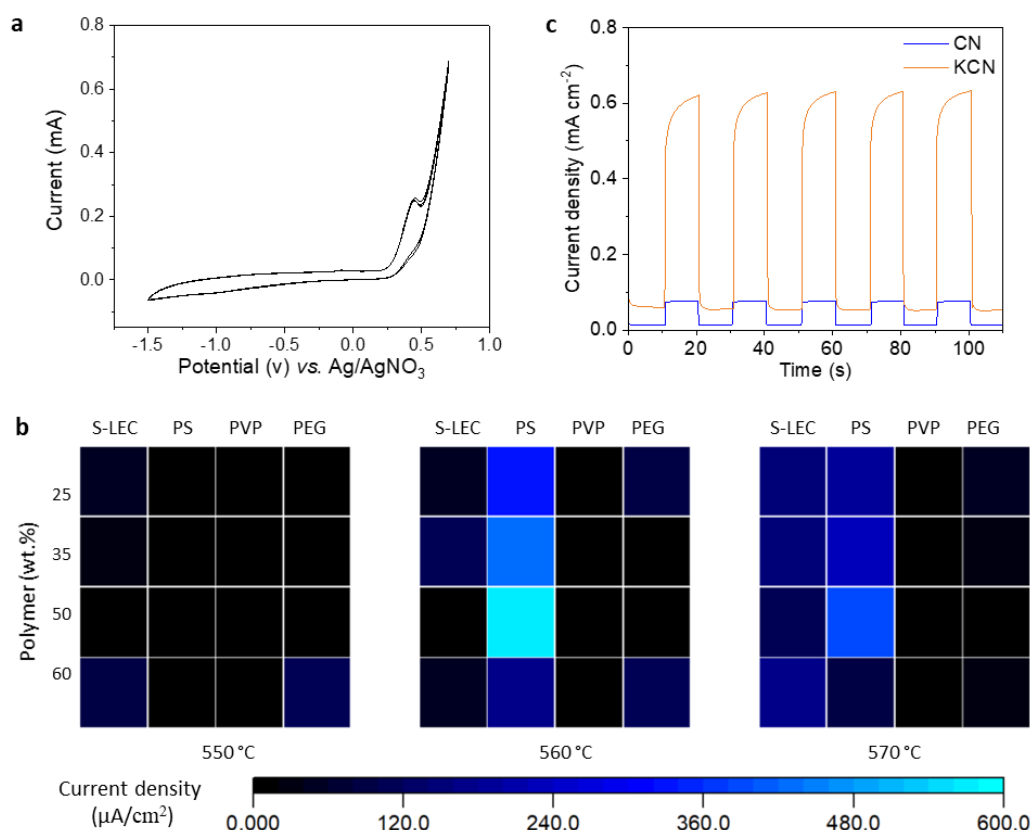 a
0.8
0.6
0.4
0.2
0.0
Current (mA)
-1.5 -1.0 -0.5 0.0 0.5 1.0
Potential (v) vs. Ag/AgNO3
c
CN
KCN
0.8
0.6
0.4
0.2
0.0
Current density (mA cm-2)
0 20 40 60 80 100
Time (s)
b
S-LEC PS PVP PEG
S-LEC PS PVP PEG
S-LEC PS PVP PEG
Polymer (wt.%)
25
35
50
60
550 °C
560 °C
570 °C
Current density
(μA/cm2)
0.000 120.0 240.0 360.0 480.0 600.0